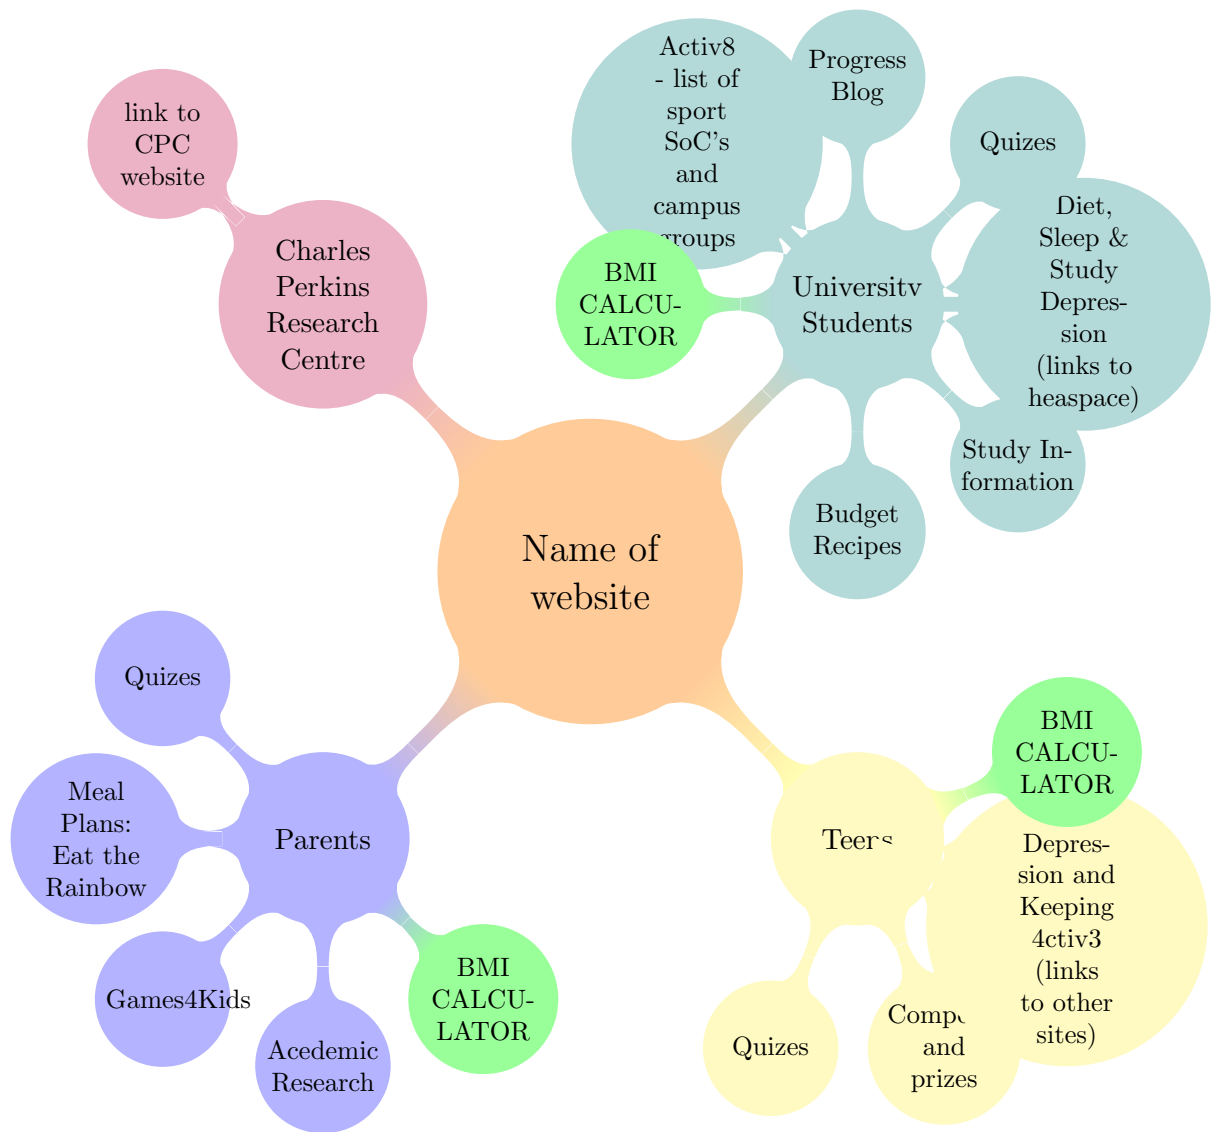 link to
CPC
website
Charles
Perkins
Research
Centre
Activ8
- list of
sport
SoC's
and
campus
groups
Progress
Blog
Quizes
Diet,
Sleep &
Study
Depres-
sion
(links to
heaspace)
BMI
CALCU-
LATOR
University
Students
Study In-
formation
Budget
Recipes
Name of
website
Quizes
Meal
Plans:
Eat the
Rainbow
Parents
Games4Kids
Acedemic
Research
BMI
CALCU-
LATOR
Teens
BMI
CALCU-
LATOR
Depres-
sion and
Keeping
4ctiv3
(links
to other
sites)
Quizes
and
prizes